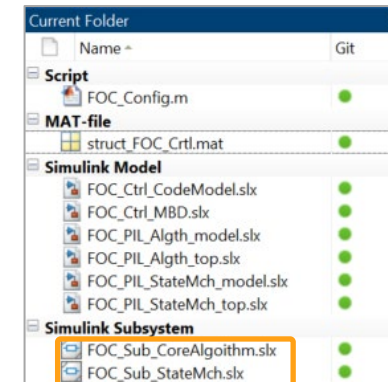 Current Folder
Name Git
Script
FOC_Config.m
MAT-file
struct_FOC_Crtl.mat
Simulink Model
FOC_Ctrl_CodeModel.slx
FOC_Ctrl_MBD.slx
FOC_PIL_Algth_model.slx
FOC_PIL_Algth_top.slx
FOC_PIL_StateMch_model.slx
FOC_PIL_StateMch_top.slx
Simulink Subsystem
FOC_Sub_CoreAlgoithm.slx
FOC_Sub_StateMch.slx